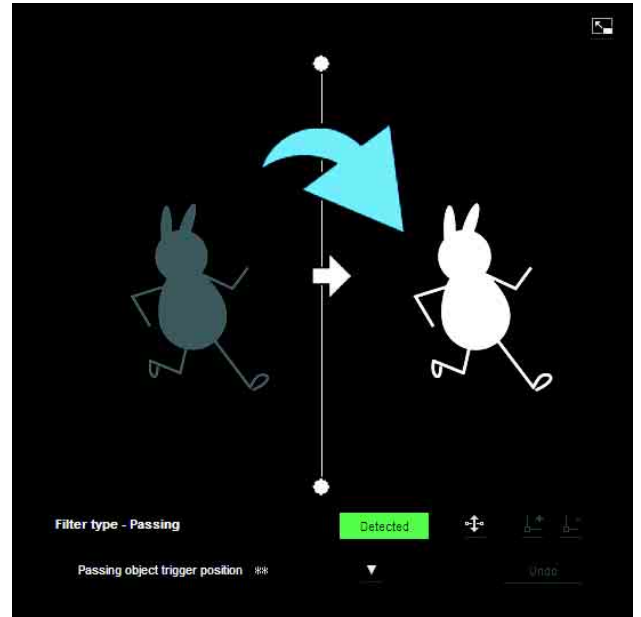 Filter type - Passing Detected
Passing object trigger position ** Undo